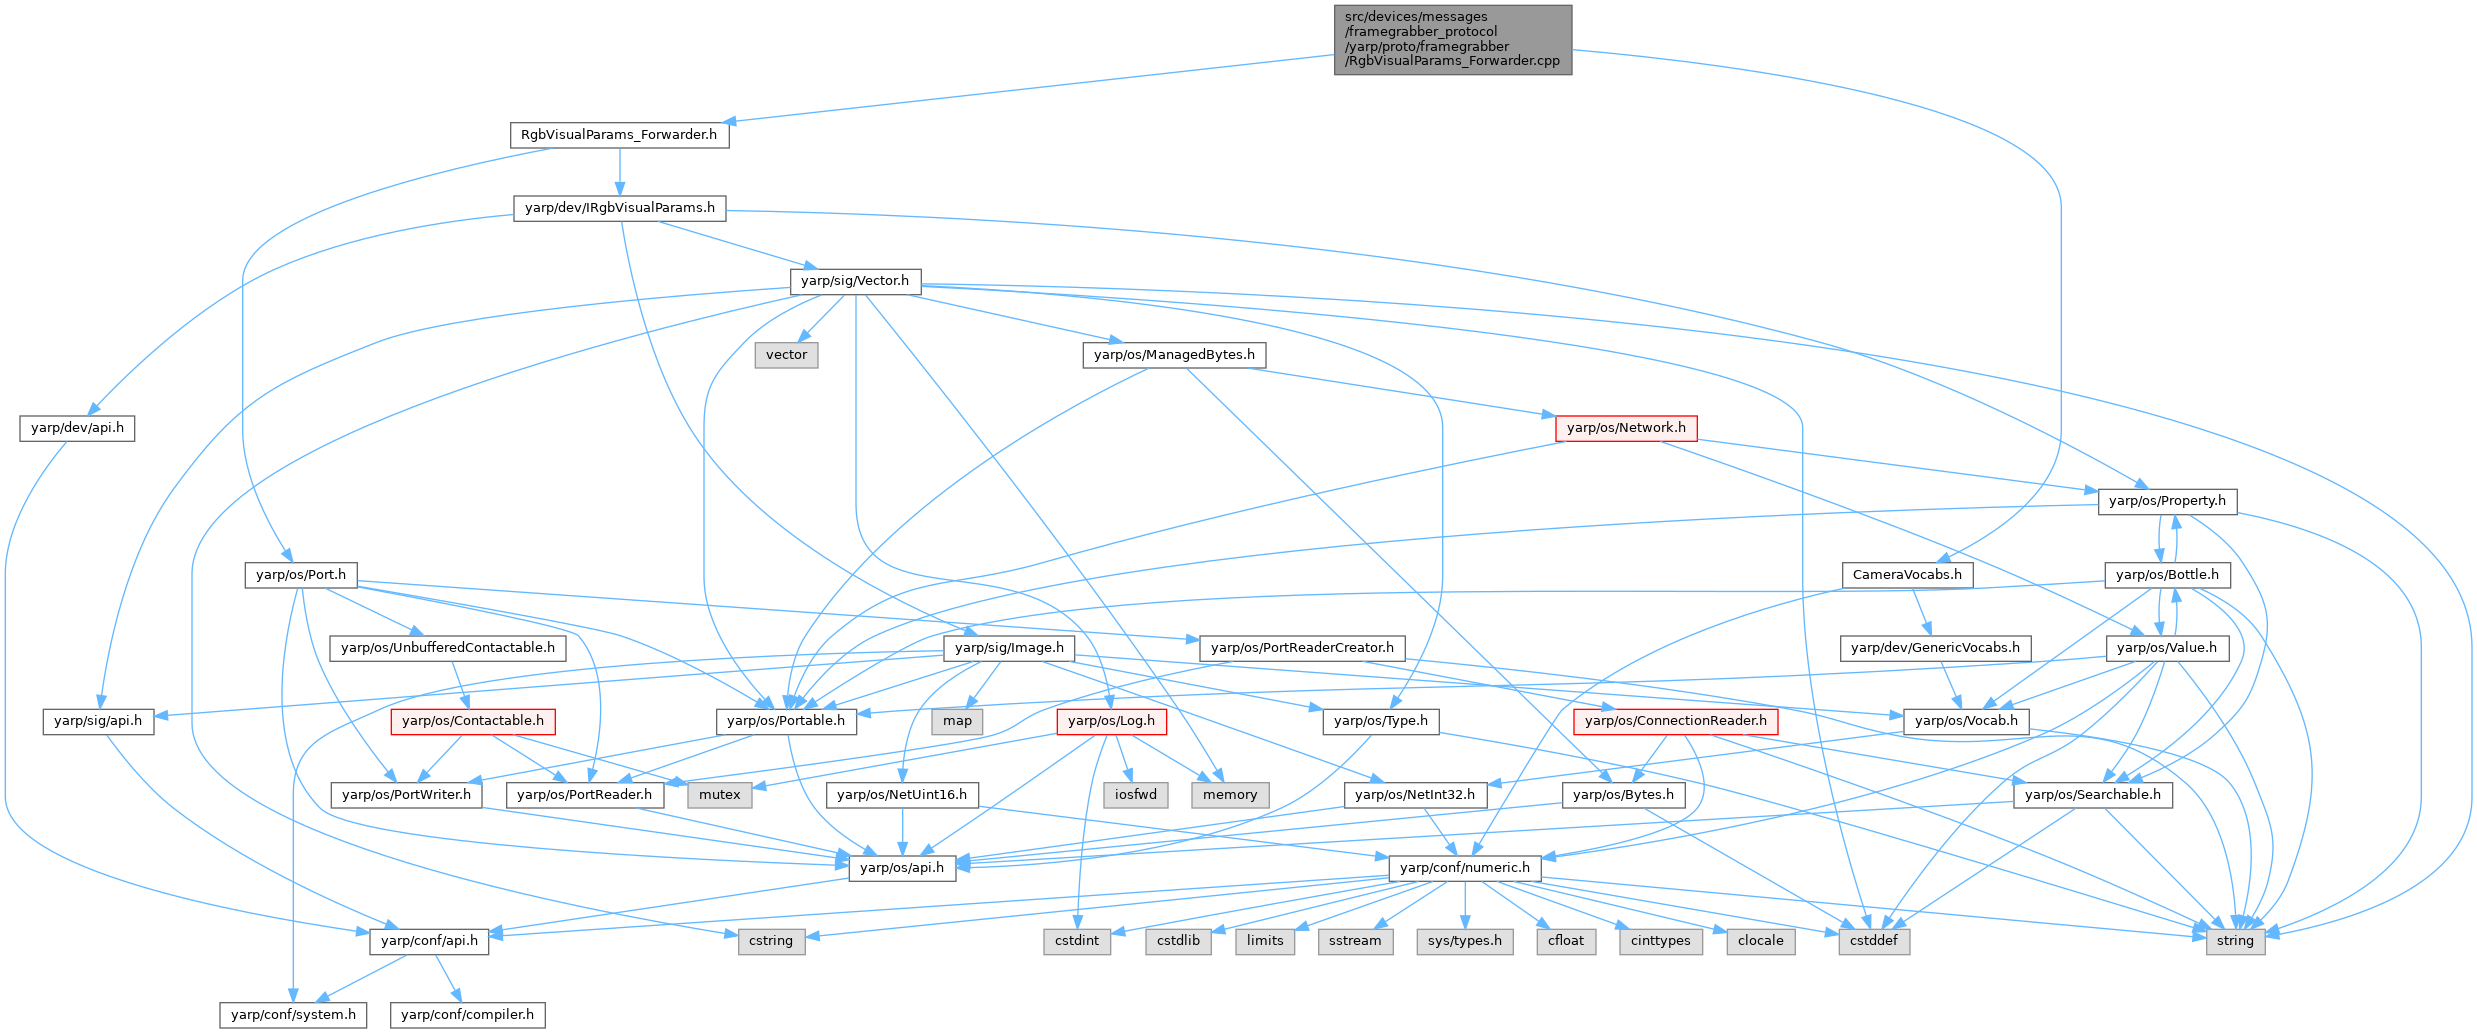 src/devices/messages
/framegrabber_protocol
/yarp/proto/framegrabber
/RgbVisualParams_Forwarder.cpp
RgbVisualParams_Forwarder.h
yarp/dev/IRgbVisualParams.h
yarp/sig/Vector.h
vector
yarp/os/ManagedBytes.h
yarp/dev/api.h
yarp/os/Network.h
yarp/os/Property.h
yarp/os/Port.h
CameraVocabs.h
yarp/os/Bottle.h
yarp/os/UnbufferedContactable.h
yarp/sig/Image.h
yarp/os/PortReaderCreator.h
yarp/dev/GenericVocabs.h
yarp/os/Value.h
yarp/sig/api.h
yarp/os/Contactable.h
yarp/os/Portable.h
map
yarp/os/Log.h
yarp/os/Type.h
yarp/os/ConnectionReader.h
yarp/os/Vocab.h
yarp/os/PortWriter.h
yarp/os/PortReader.h
mutex
yarp/os/NetUint16.h
iosfwd
memory
yarp/os/NetInt32.h
yarp/os/Bytes.h
yarp/os/Searchable.h
yarp/os/api.h
yarp/conf/numeric.h
yarp/conf/api.h
cstring
cstdint
cstdlib
limits
sstream
sys/types.h
cfloat
cinttypes
clocale
cstddef
string
yarp/conf/system.h
yarp/conf/compiler.h